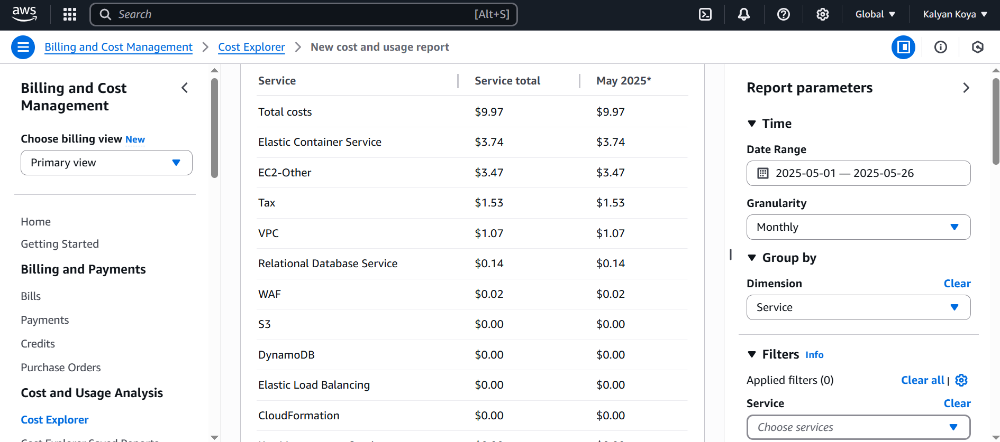 aws
Search [Alt+S]
Global
Kalyan Koya
Billing and Cost Management
Cost Explorer
New cost and usage report
Billing and Cost
Management
Choose billing view New
Primary view
Home
Getting Started
Billing and Payments
Bills
Payments
Credits
Purchase Orders
Cost and Usage Analysis
Cost Explorer
Cost Explorer Saved Reports
Service Service total May 2025*
Total costs $9.97 $9.97
Elastic Container Service $3.74 $3.74
EC2-Other $3.47 $3.47
Tax $1.53 $1.53
VPC $1.07 $1.07
Relational Database Service $0.14 $0.14
WAF $0.02 $0.02
S3 $0.00 $0.00
DynamoDB $0.00 $0.00
Elastic Load Balancing $0.00 $0.00
CloudFormation $0.00 $0.00
Report parameters
Time
Date Range
2025-05-01 — 2025-05-26
Granularity
Monthly
Group by
Dimension Clear
Service
Filters Info
Applied filters (0) Clear all |
Service Clear
Choose services